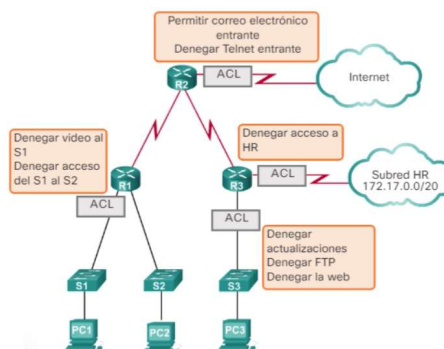 Permitir correo electrónico
entrante
Denegar Telnet entrante
ACL
R2
Internet
Denegar video al
S1
Denegar acceso
del S1 al S2
R1
ACL
Denegar acceso a
HR
R3
ACL
Subred HR
172.17.0.0/20
ACL
Denegar
actualizaciones
Denegar FTP
Denegar la web
S1
S2
S3
PC1
PC2
PC3